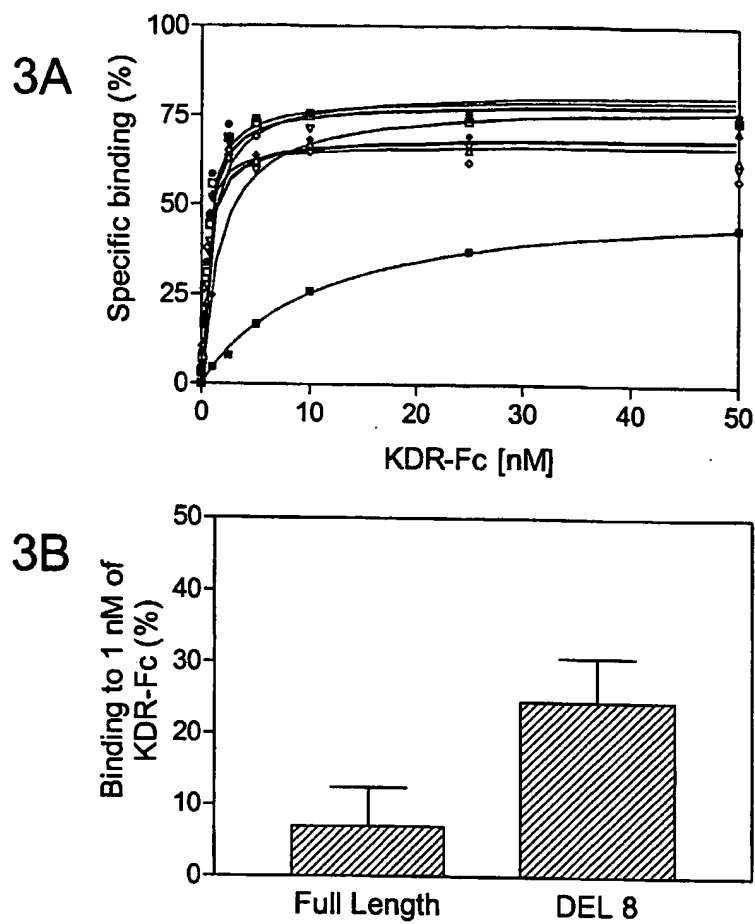 3A
Specific binding (%)
100
75
50
25
0
0 10 20 30 40 50
KDR-Fc [nM]
3B
Binding to 1 nM of
KDR-Fc (%)
50
40
30
20
10
0
Full Length DEL 8